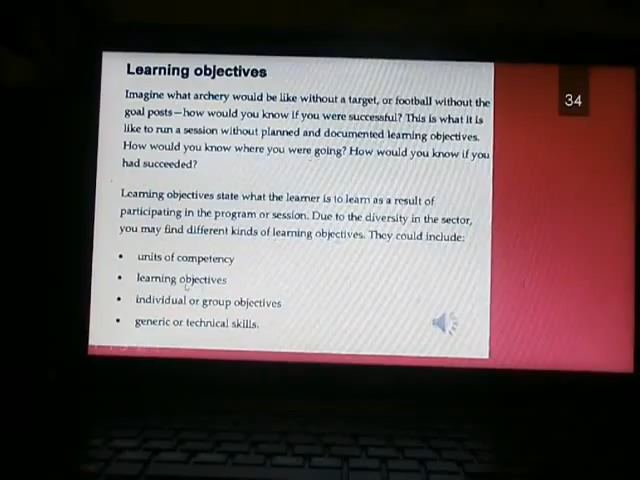 Learning objectives
34
Imagine what archery would be like without a target, or football without the
goal posts—how would you know if you were successful? This is what it is
like to run a session without planned and documented learning objectives.
How would you know where you were going? How would you know if you
had succeeded?
Learning objectives state what the learner is to learn as a result of
participating in the program or session. Due to the diversity in the sector,
you may find different kinds of learning objectives. They could include:
• units of competency
• learning objectives
• individual or group objectives
• generic or technical skills.